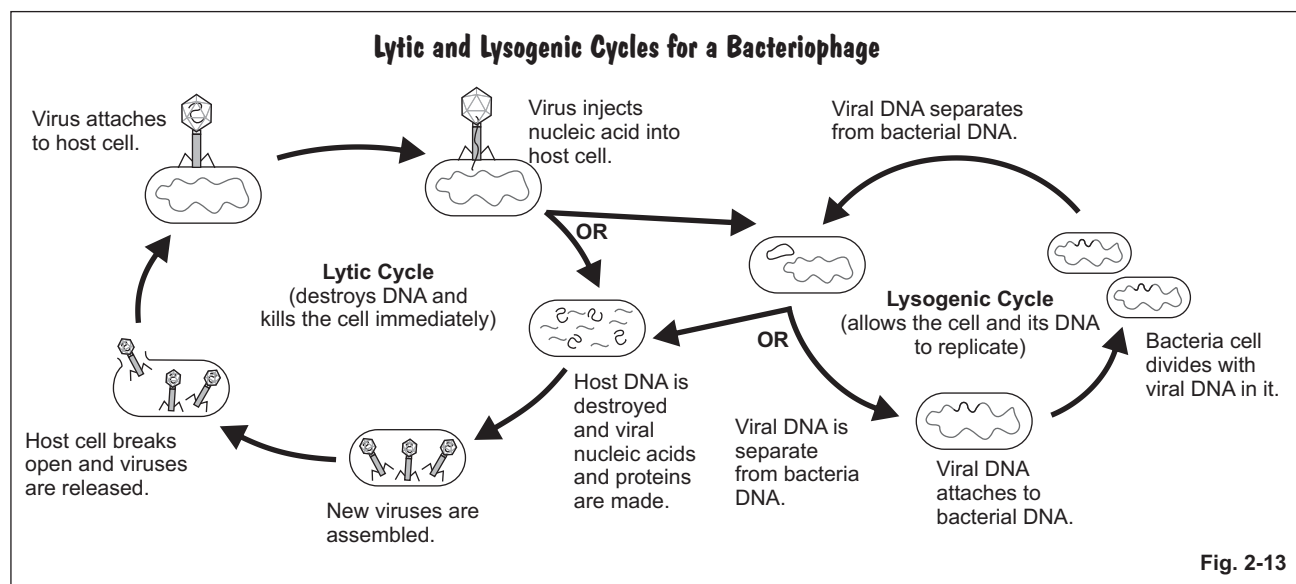 Lytic and Lysogenic Cycles for a Bacteriophage
Virus attaches
to host cell.
Virus injects
nucleic acid into
host cell.
Viral DNA separates
from bacterial DNA.
OR
Lytic Cycle
(destroys DNA and
kills the cell immediately)
Lysogenic Cycle
(allows the cell and its DNA
to replicate)
OR
Bacteria cell
divides with
viral DNA in it.
Host DNA is
destroyed
and viral
nucleic acids
and proteins
are made.
Viral DNA is
separate
from bacteria
DNA.
Viral DNA
attaches to
bacterial DNA.
Host cell breaks
open and viruses
are released.
New viruses are
assembled.
Fig. 2-13